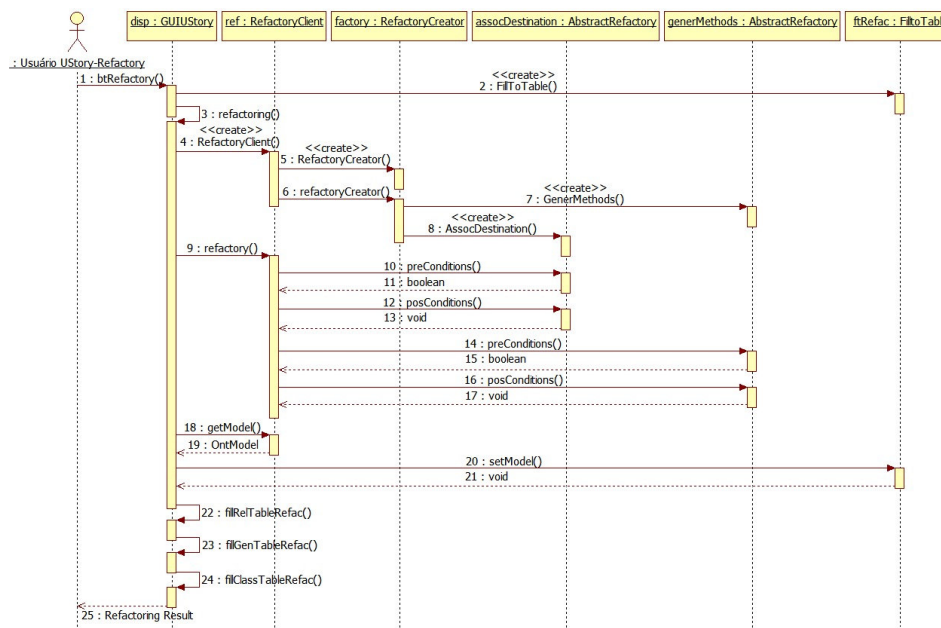 disp : GUIUStory
ref : RefactoryClient
factory : RefactoryCreator
assocDestination : AbstractRefactory
generMethods : AbstractRefactory
ftRefac : FillToTabl
: Usuário UStory-Refactory
1 : btRefactory()
<<create>>
2 : FillToTable()
3 : refactoring()
<<create>>
4 : RefactoryClient()
<<create>>
5 : RefactoryCreator()
6 : refactoryCreator()
<<create>>
7 : GenerMethods()
<<create>>
8 : AssocDestination()
9 : refactory()
10 : preConditions()
11 : boolean
12 : posConditions()
13 : void
14 : preConditions()
15 : boolean
16 : posConditions()
17 : void
18 : getModel()
19 : OntModel
20 : setModel()
21 : void
22 : fillRelTableRefac()
23 : fillGenTableRefac()
24 : fillClassTableRefac()
25 : Refactoring Result